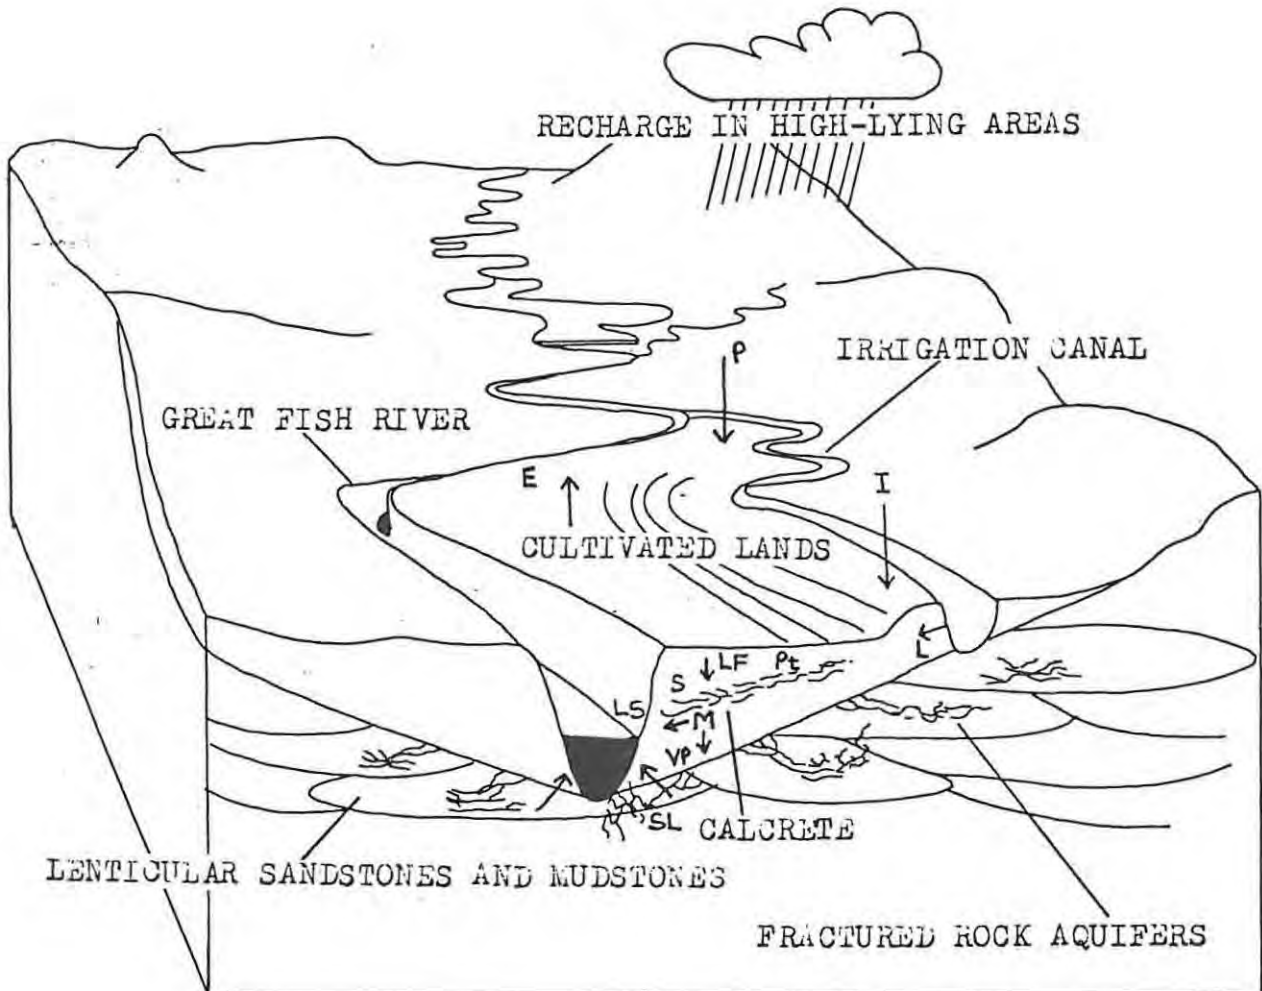 RECHARGE IN HIGH-LYING AREAS
P
IRRIGATION CANAL
GREAT FISH RIVER
E
I
CULTIVATED LANDS
L
LF
Pt
S
LS
M
VP
SL
CALCRETE
LENTICULAR SANDSTONES AND MUDSTONES
FRACTURED ROCK AQUIFERS